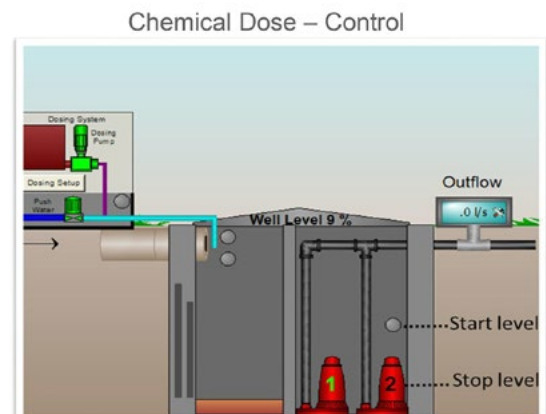 Chemical Dose – Control
Dosing System
Dosing
Pump
Dosing Setup
Push
Water
Outflow
.0 l/s
Well Level 9 %
Start level
1
2
Stop level